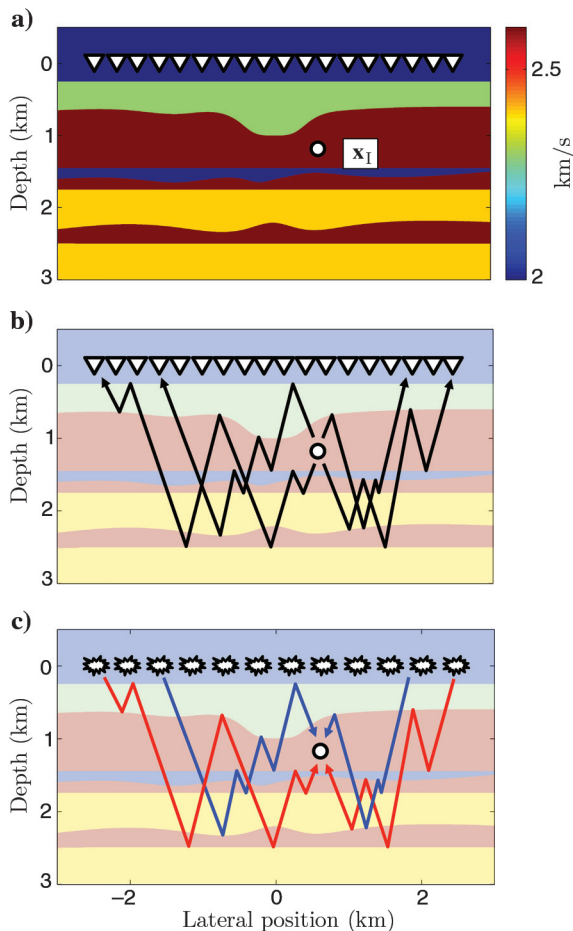 a)
0
1
2
3
Depth (km)
x_I
2.5
2
km/s
b)
0
1
2
3
Depth (km)
c)
0
1
2
3
Depth (km)
−2
0
2
Lateral position (km)